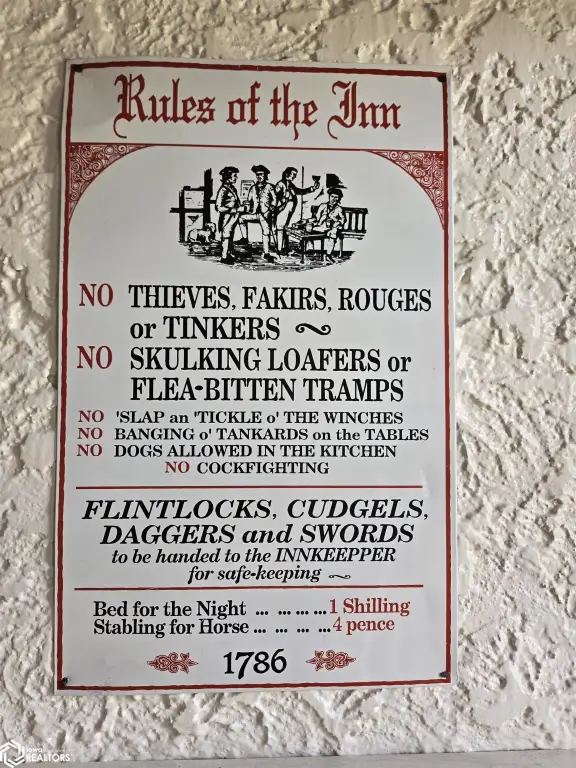 Rules of the Inn
NO THIEVES, FAKIRS, ROUGES
or TINKERS
NO SKULKING LOAFERS or
FLEA-BITTEN TRAMPS
NO 'SLAP an 'TICKLE o' THE WINCHES
NO BANGING o' TANKARDS on the TABLES
NO DOGS ALLOWED IN THE KITCHEN
NO COCKFIGHTING
FLINTLOCKS, CUDGELS,
DAGGERS and SWORDS
to be handed to the INNKEEPPER
for safe-keeping
Bed for the Night ... ... ... ... 1 Shilling
Stabling for Horse ... ... ... ... 4 pence
1786
Iowa
REALTORS